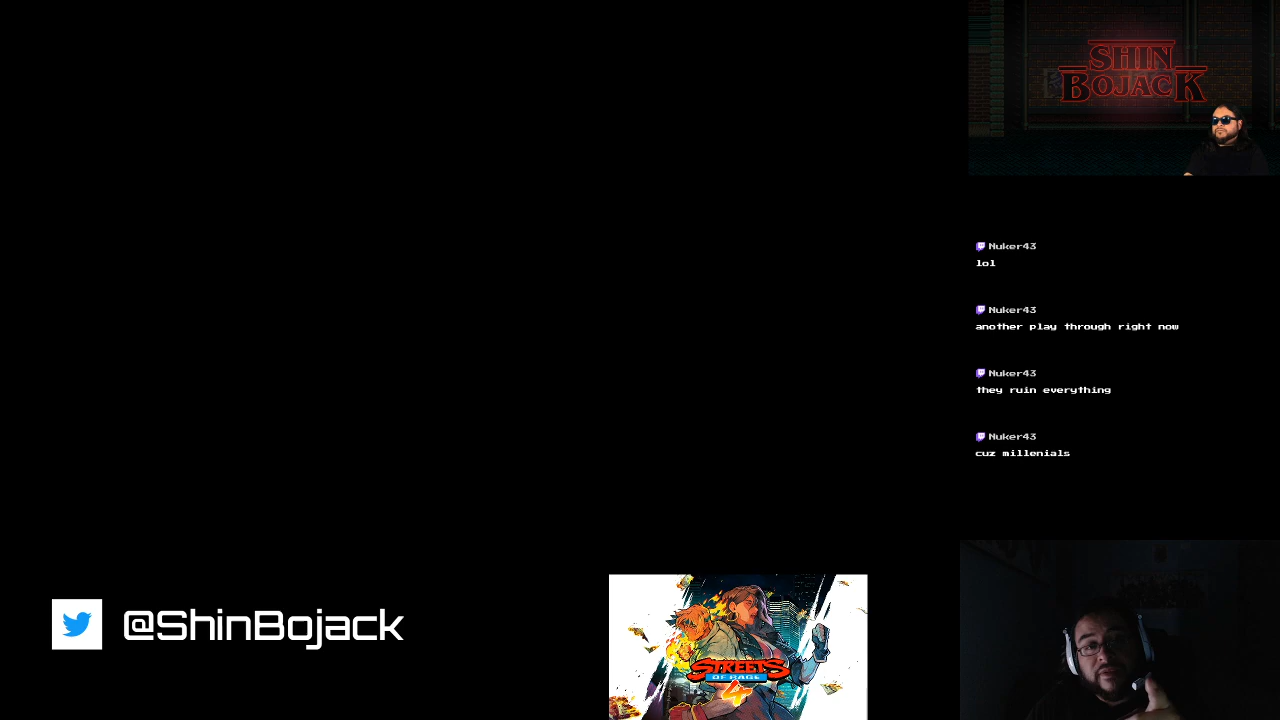 SHIN
BOJACK
Nuker43
lol
Nuker43
another play through right now
Nuker43
they ruin everything
Nuker43
cuz millenials
@ShinBojack
STREETS
OF RAGE
4